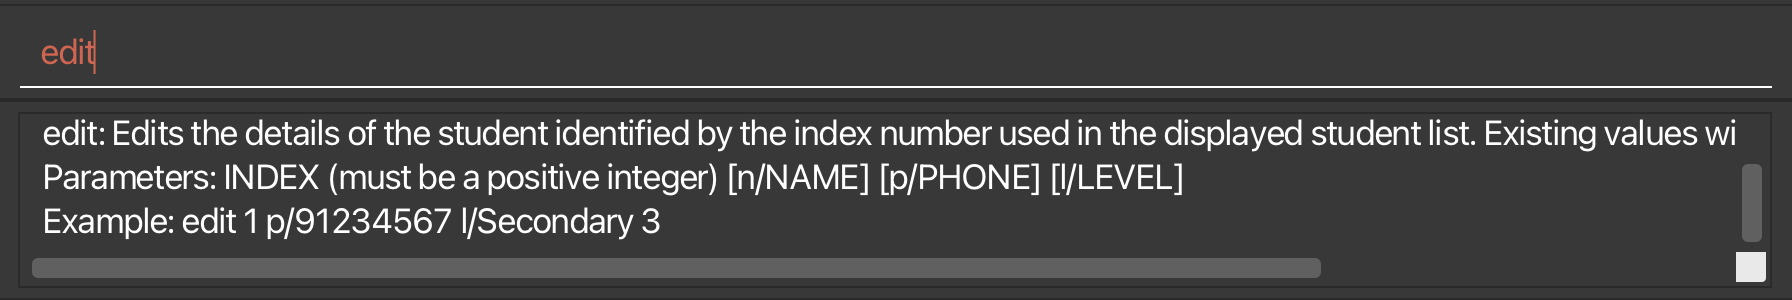 edit
edit: Edits the details of the student identified by the index number used in the displayed student list. Existing values wi
Parameters: INDEX (must be a positive integer) [n/NAME] [p/PHONE] [l/LEVEL]
Example: edit 1 p/91234567 l/Secondary 3